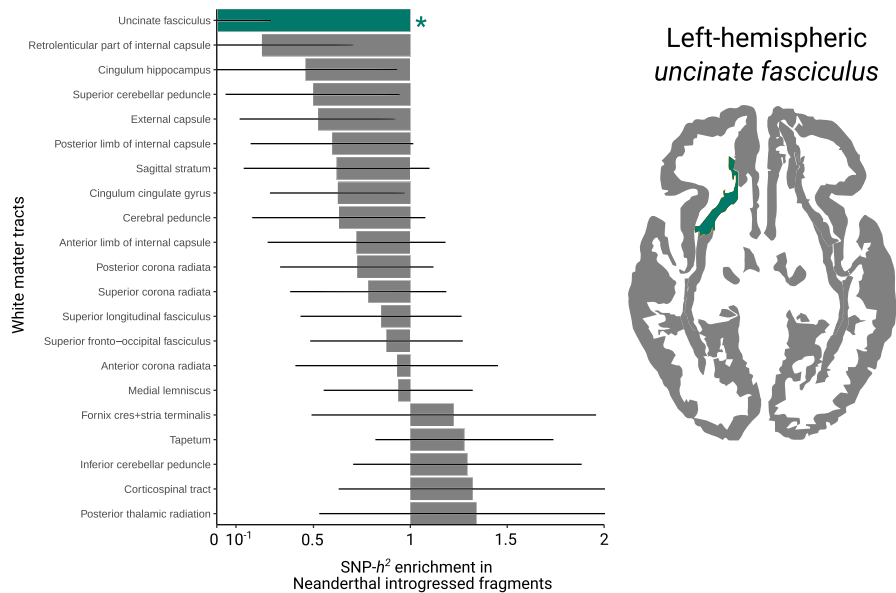 Uncinate fasciculus
*
Retrolenticular part of internal capsule
Cingulum hippocampus
Superior cerebellar peduncle
External capsule
Posterior limb of internal capsule
Sagittal stratum
Cingulum cingulate gyrus
Cerebral peduncle
Anterior limb of internal capsule
Posterior corona radiata
Superior corona radiata
Superior longitudinal fasciculus
Superior fronto−occipital fasciculus
Anterior corona radiata
Medial lemniscus
Fornix cres+stria terminalis
Tapetum
Inferior cerebellar peduncle
Corticospinal tract
Posterior thalamic radiation
White matter tracts
0 10⁻¹ 0.5 1 1.5 2
SNP-h² enrichment in
Neanderthal introgressed fragments
Left-hemispheric
uncinate fasciculus